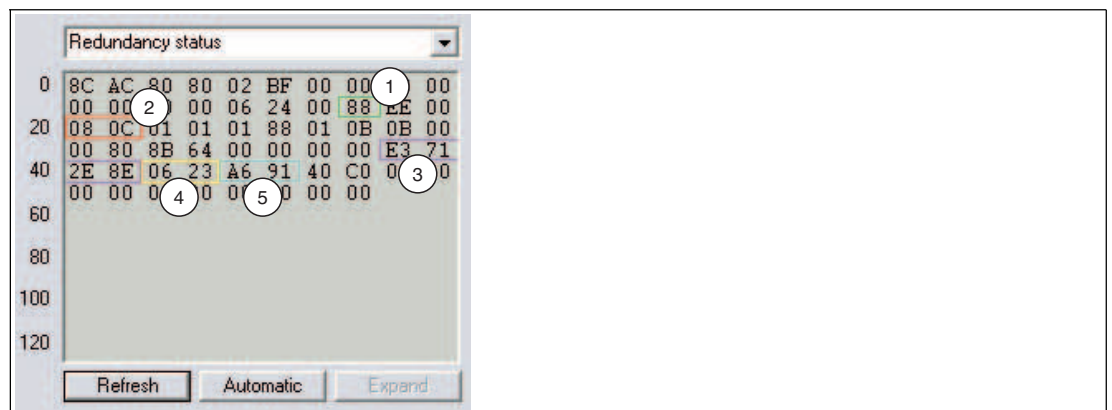 Redundancy status
0 8C AC 80 80 02 BF 00 00 1 00
00 00 2 00 06 24 00 88 EE 00
20 08 0C 01 01 01 88 01 0B 0B 00
00 80 8B 64 00 00 00 00 E3 71
40 2E 8E 06 23 A6 91 40 C0 3
00 00 4 5 00 00
60
80
100
120
Refresh Automatic Expand